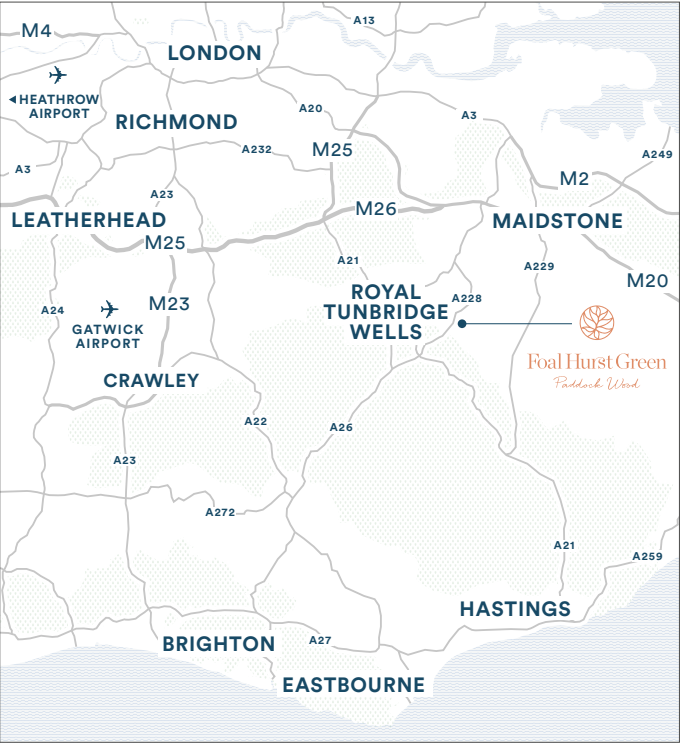 M4
A13
LONDON
HEATHROW
AIRPORT
A20
A3
RICHMOND
A232
M25
A249
A3
M2
A23
M26
LEATHERHEAD
MAIDSTONE
M25
A21
A229
M20
ROYAL
TUNBRIDGE
WELLS
A228
A24
M23
GATWICK
AIRPORT
Foal Hurst Green
Paddock Wood
CRAWLEY
A22
A26
A23
A272
A21
A259
HASTINGS
BRIGHTON
A27
EASTBOURNE